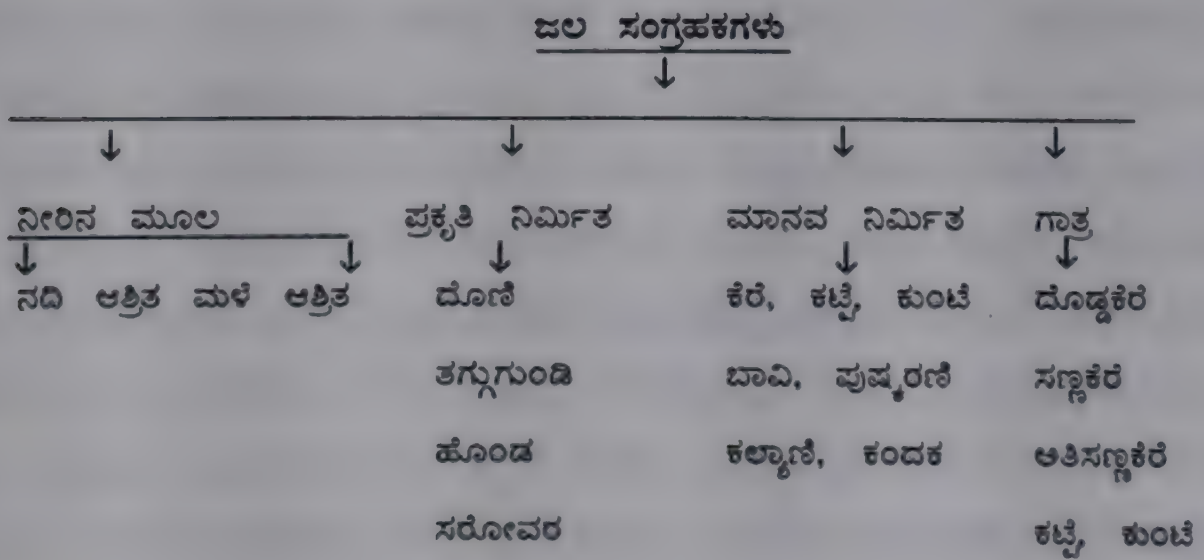 ಜಲ ಸಂಗ್ರಹಕಗಳು
ನೀರಿನ ಮೂಲ ಪ್ರಕೃತಿ ನಿರ್ಮಿತ ಮಾನವ ನಿರ್ಮಿತ ಗಾತ್ರ
ನದಿ ಆಶ್ರಿತ ಮಳೆ ಆಶ್ರಿತ ದೊಣಿ ಕೆರೆ, ಕಟ್ಟೆ, ಕುಂಟೆ ದೊಡ್ಡಕೆರೆ
ತಗ್ಗುಗುಂಡಿ ಬಾವಿ, ಪುಷ್ಕರಣಿ ಸಣ್ಣಕೆರೆ
ಹೊಂಡ ಕಲ್ಯಾಣಿ, ಕಂದಕ ಅತಿಸಣ್ಣಕೆರೆ
ಸರೋವರ ಕಟ್ಟೆ, ಕುಂಟೆ